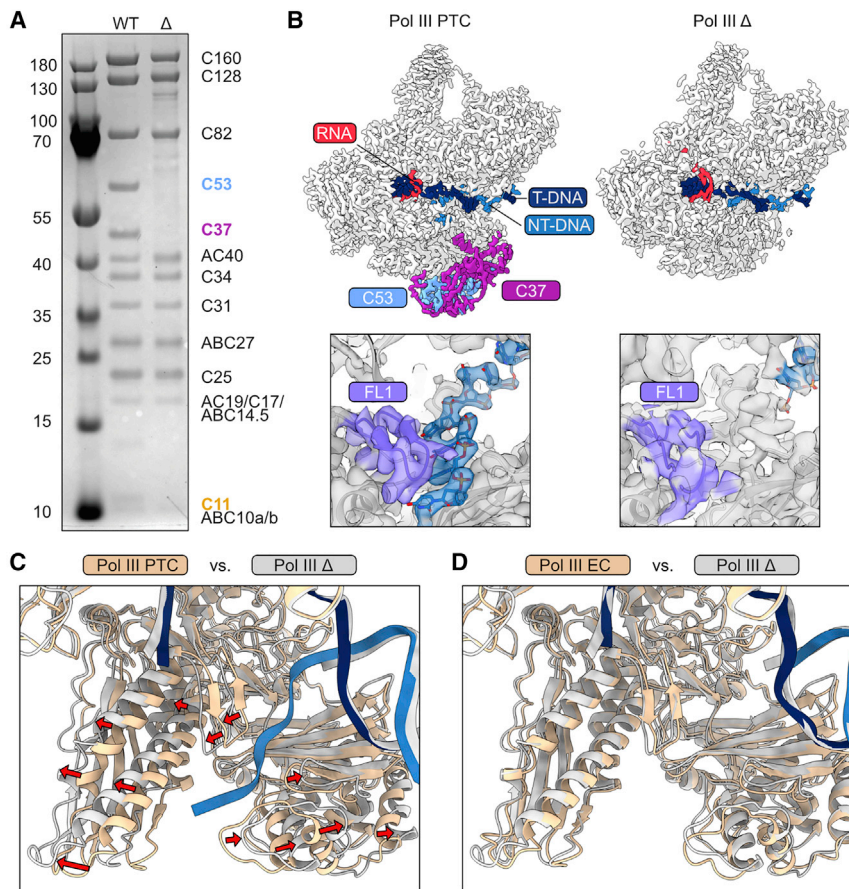 A
WT Δ
180
130
100
70
55
40
35
25
15
10
C160
C128
C82
C53
C37
AC40
C34
C31
ABC27
C25
AC19/C17/
ABC14.5
C11
ABC10a/b
B
Pol III PTC
Pol III Δ
RNA
T-DNA
NT-DNA
C53
C37
FL1
FL1
C
Pol III PTC vs. Pol III Δ
D
Pol III EC vs. Pol III Δ